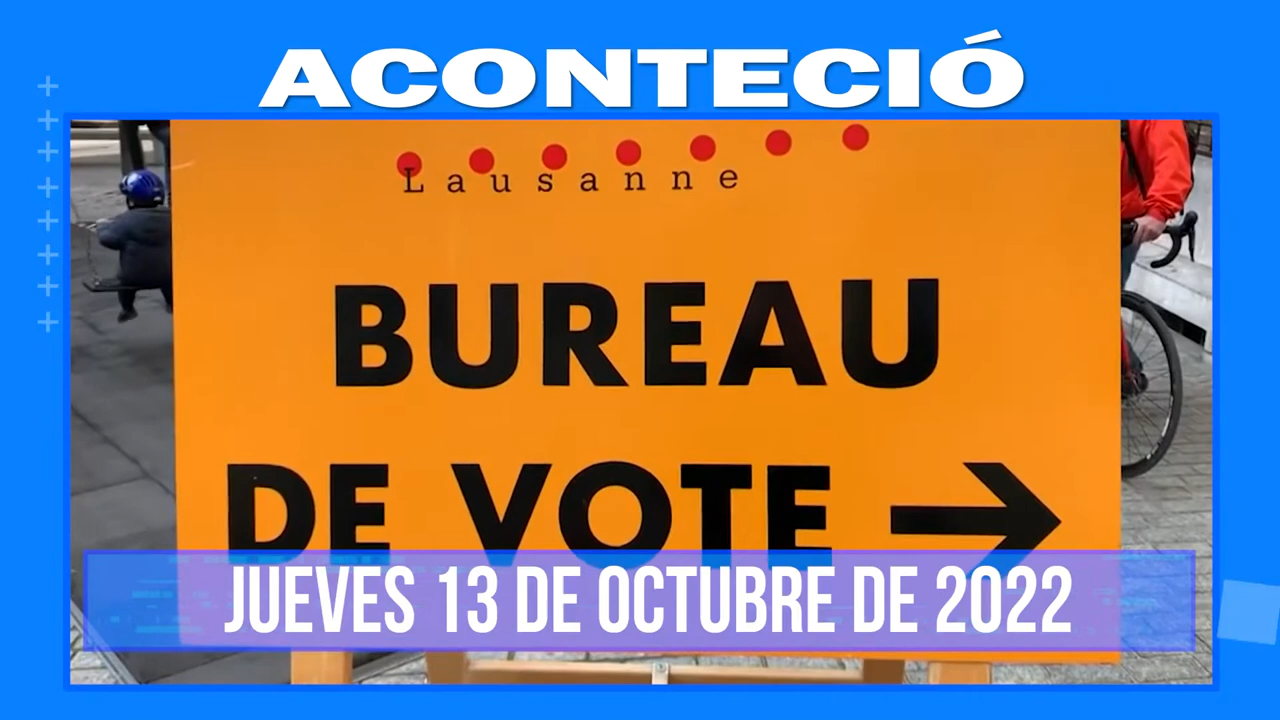 ACONTECIÓ
Lausanne
BUREAU
DE VOTE →
JUEVES 13 DE OCTUBRE DE 2022